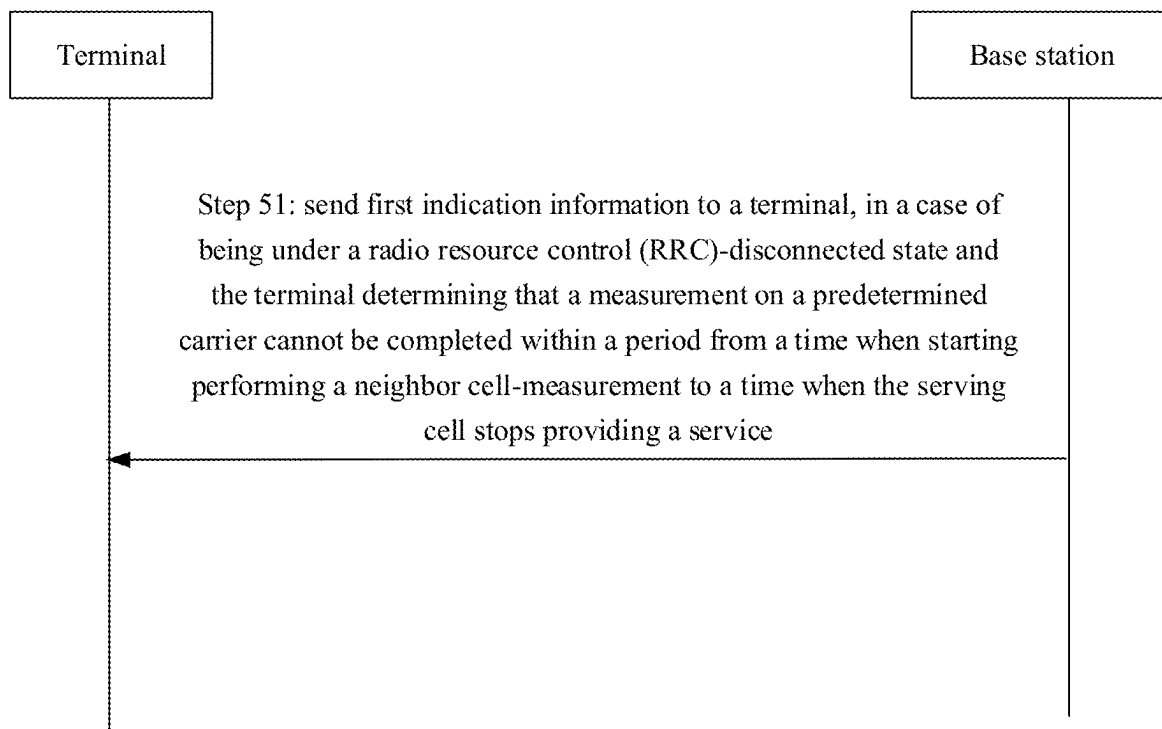 Terminal
Base station
Step 51: send first indication information to a terminal, in a case of
being under a radio resource control (RRC)-disconnected state and
the terminal determining that a measurement on a predetermined
carrier cannot be completed within a period from a time when starting
performing a neighbor cell-measurement to a time when the serving
cell stops providing a service